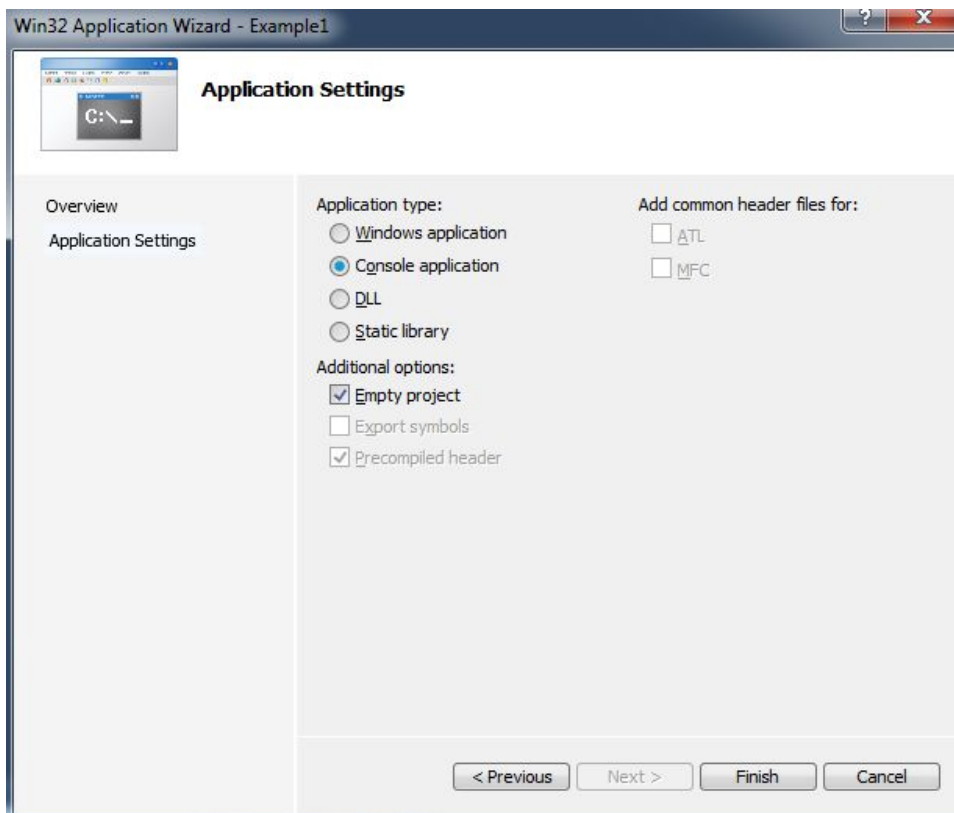 Win32 Application Wizard - Example1
?
X
C:\_
Application Settings
Overview
Application Settings
Application type:
Windows application
Console application
DLL
Static library
Additional options:
Empty project
Export symbols
Precompiled header
Add common header files for:
ATL
MFC
< Previous
Next >
Finish
Cancel